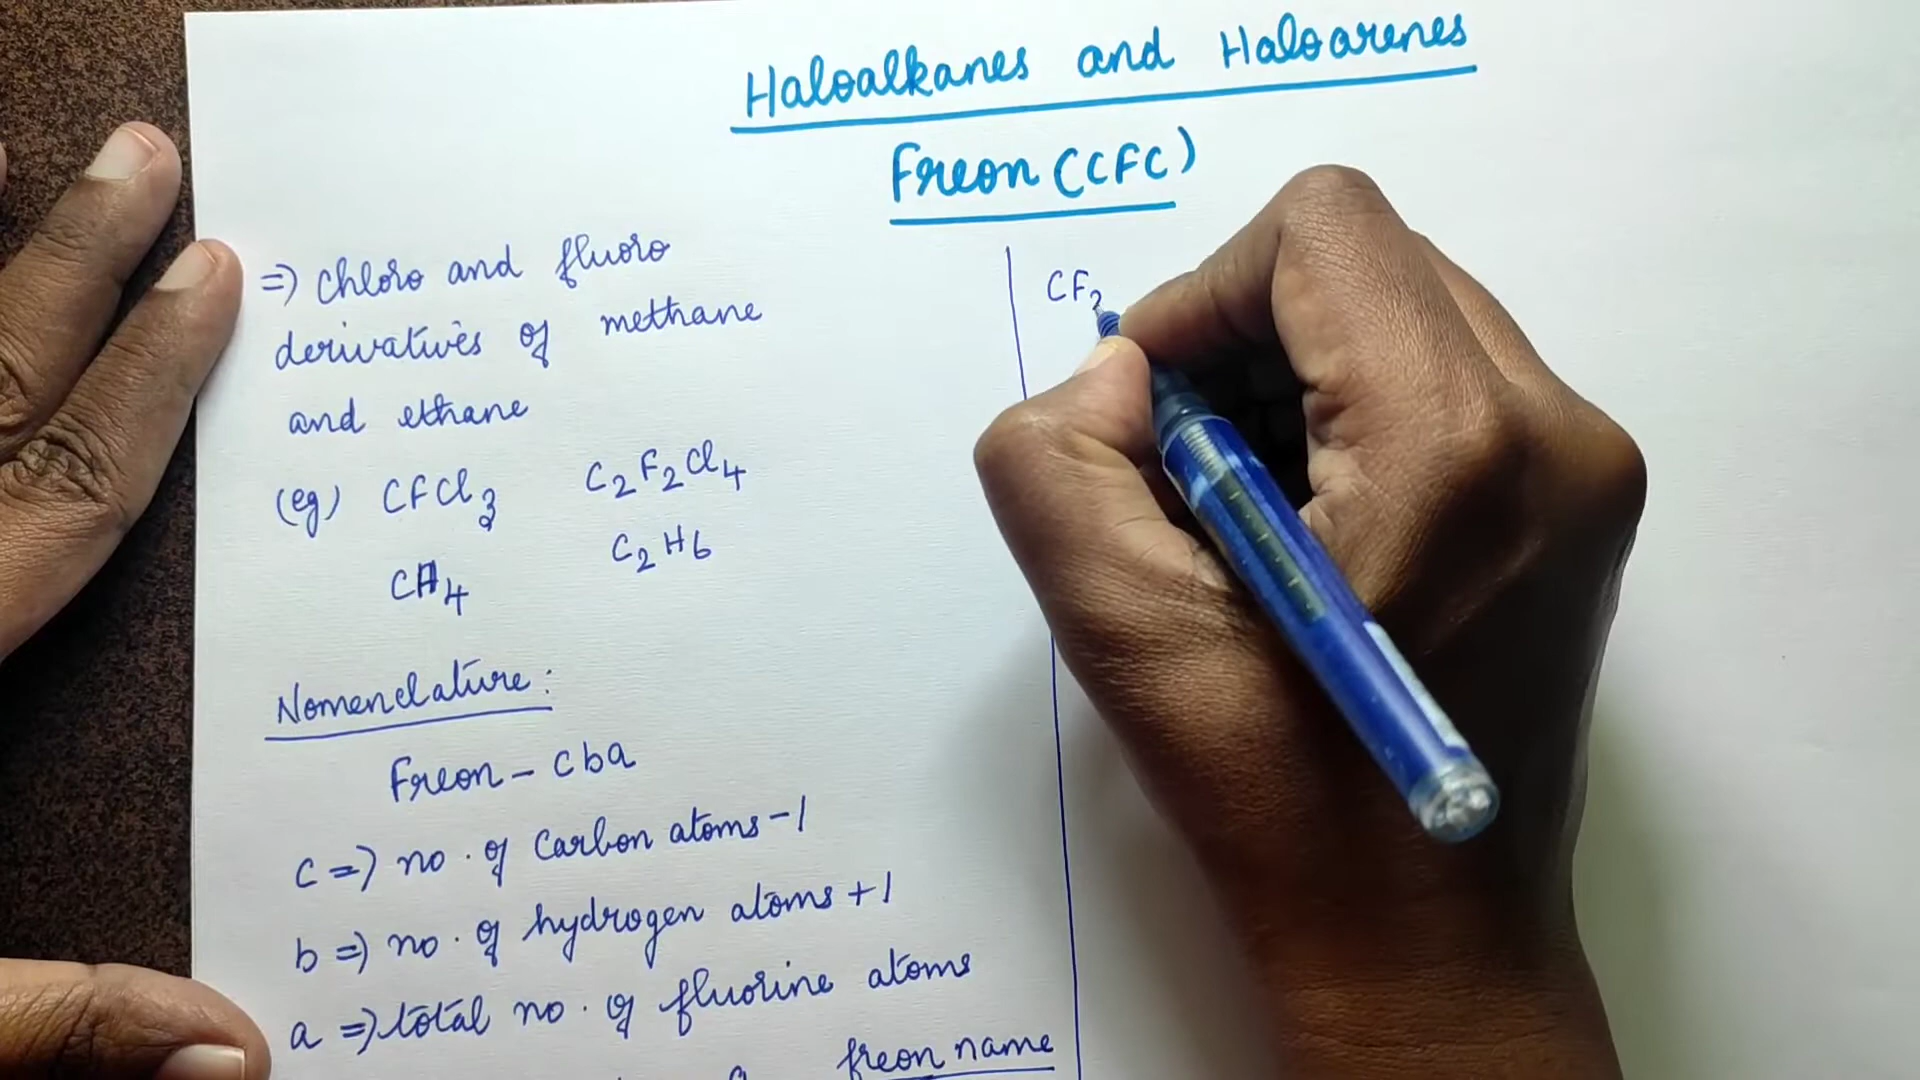 Haloalkanes and Haloarenes
Freon (CFC)
=) chloro and fluoro
derivatives of methane
and ethane
(eg) CFCl3 C2F2Cl4
CH4 C2H6
Nomenclature:
Freon - cba
c =) no. of carbon atoms -1
b =) no. of hydrogen atoms +1
a =) total no. of fluorine atoms
freon name
CF2